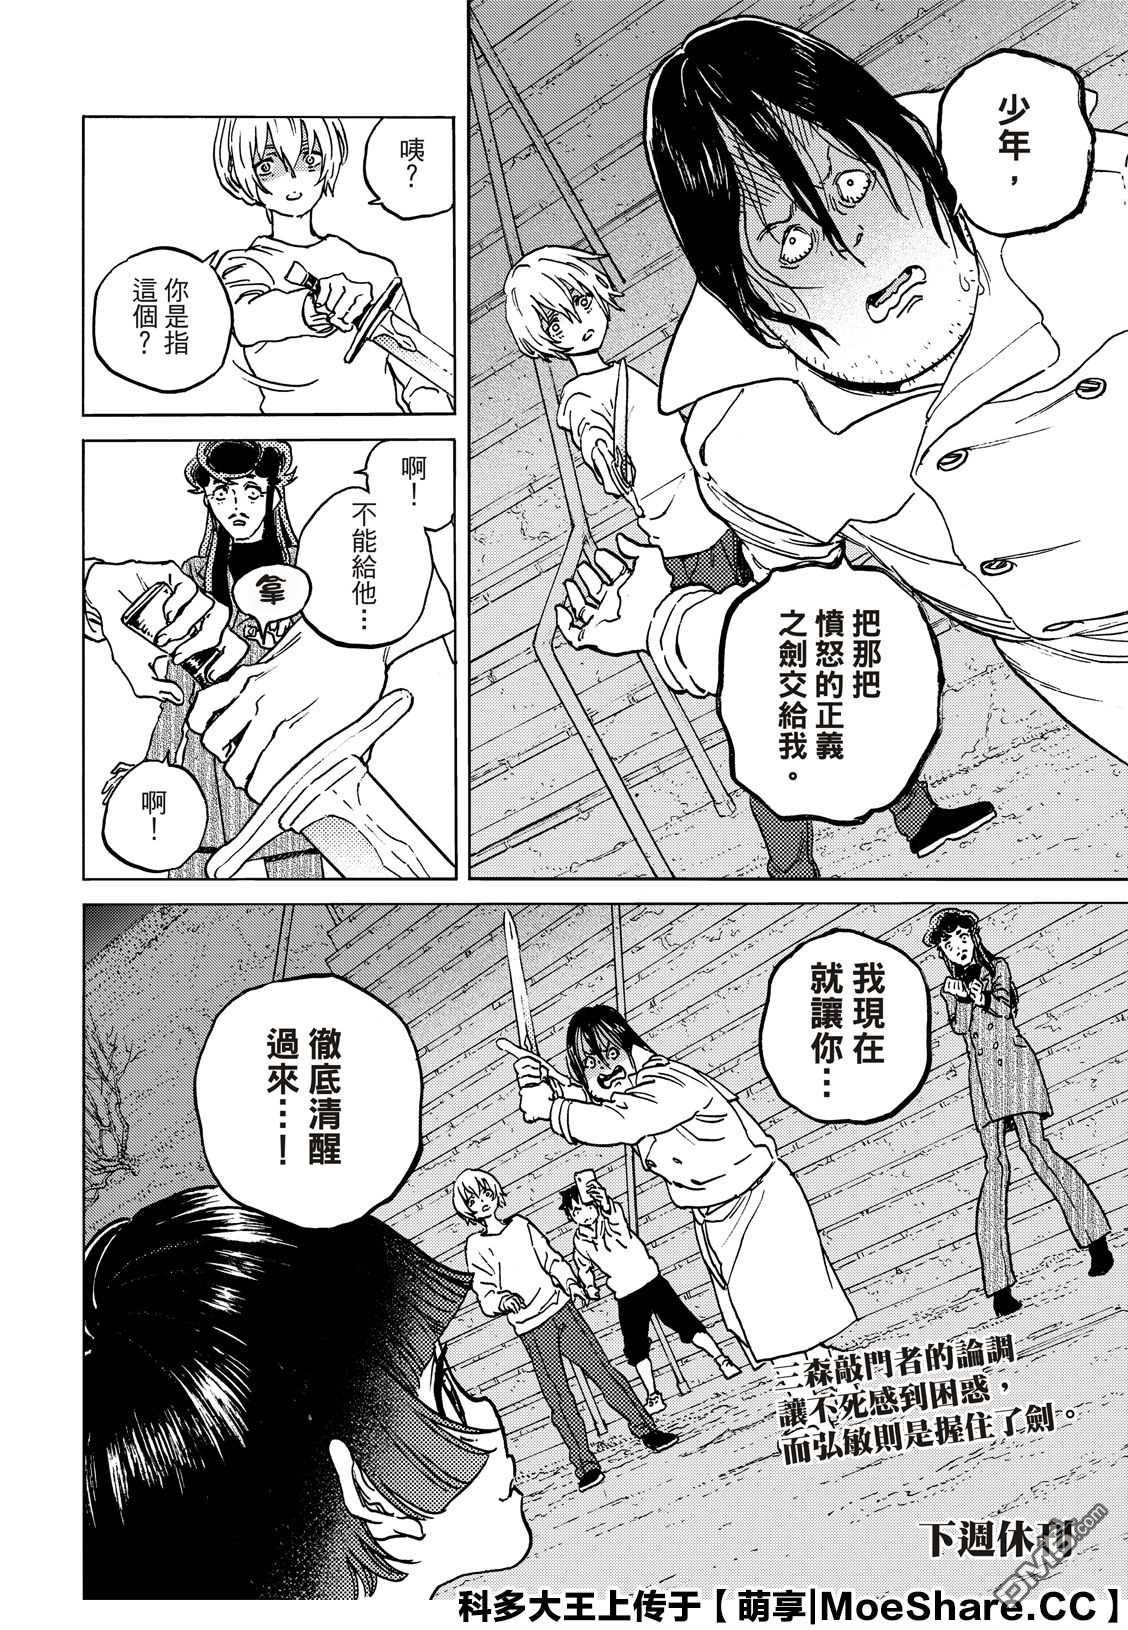 少年，
把那把
憤怒的正義
之劍交給我。
咦？
你是指
這個？
啊！
不能給他…
拿
啊！
我現在
就讓你…
徹底清醒
過來…！
三森敲門者的論調
讓不死感到困惑，
而弘敏則是握住了劍。
下週休刊
DM5.com
科多大王上传于【萌享|MoeShare.CC】